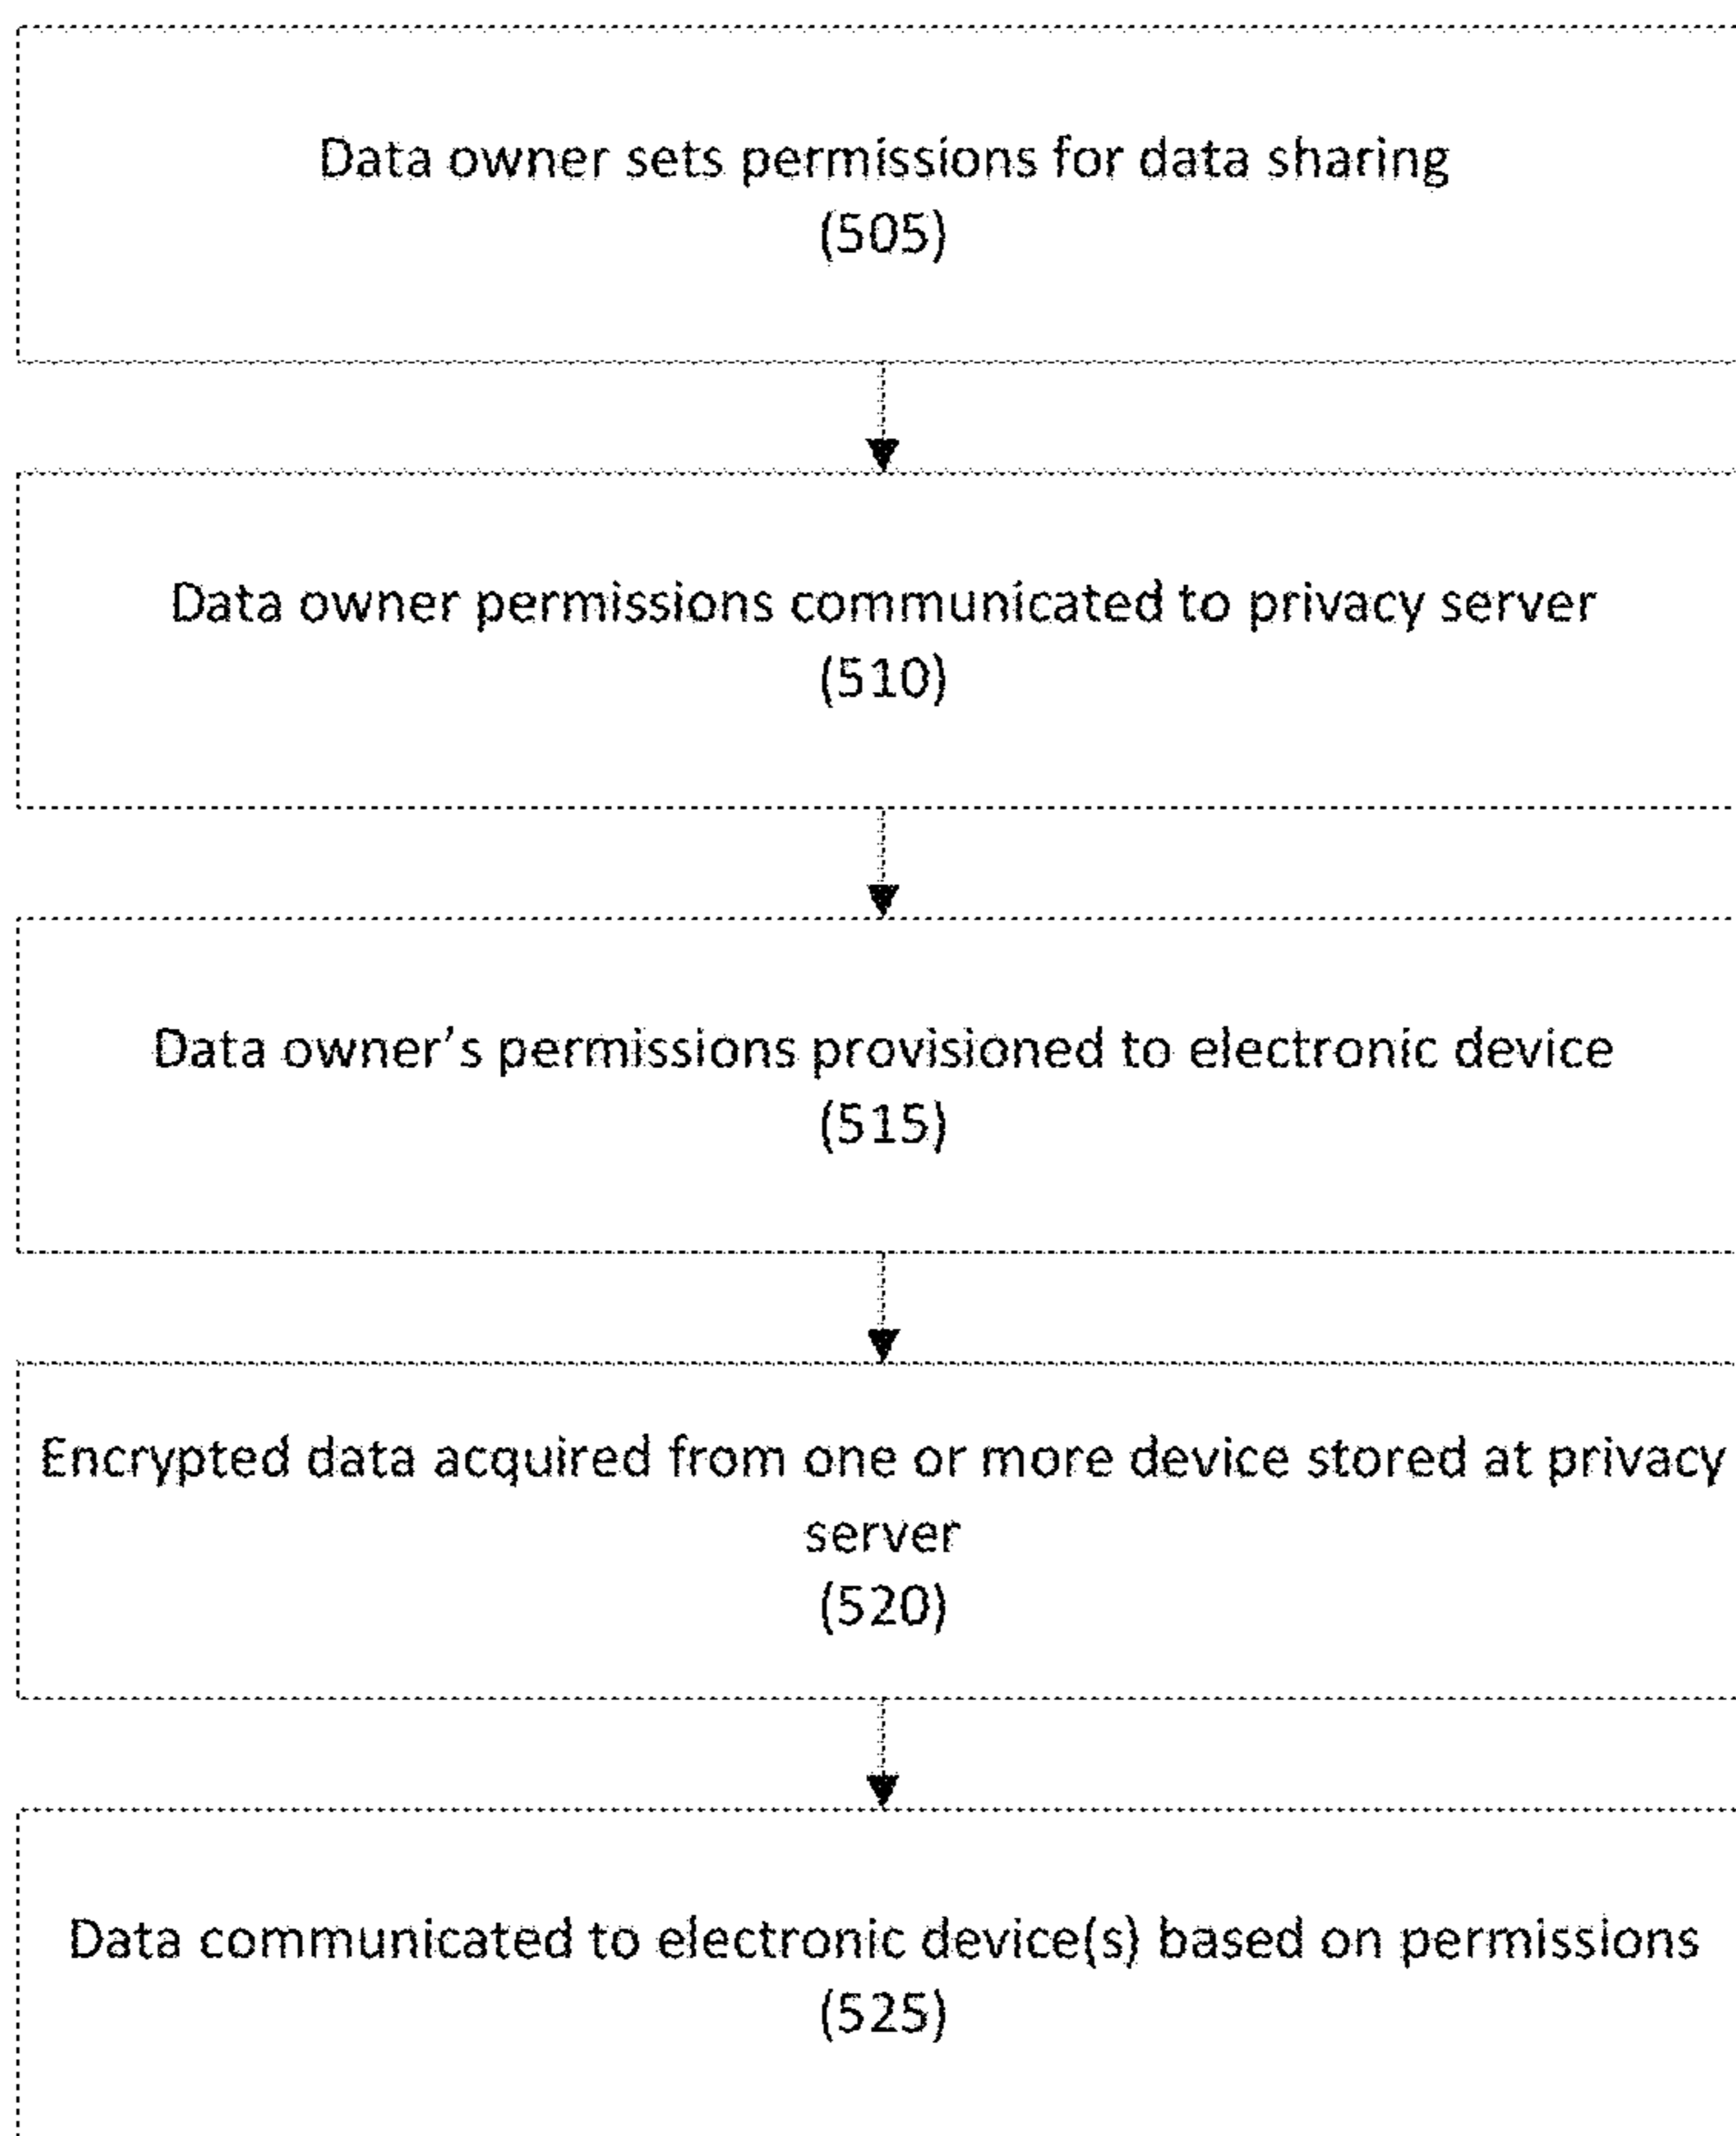 Data owner sets permissions for data sharing
(505)
Data owner permissions communicated to privacy server
(510)
Data owner's permissions provisioned to electronic device
(515)
Encrypted data acquired from one or more device stored at privacy
server
(520)
Data communicated to electronic device(s) based on permissions
(525)